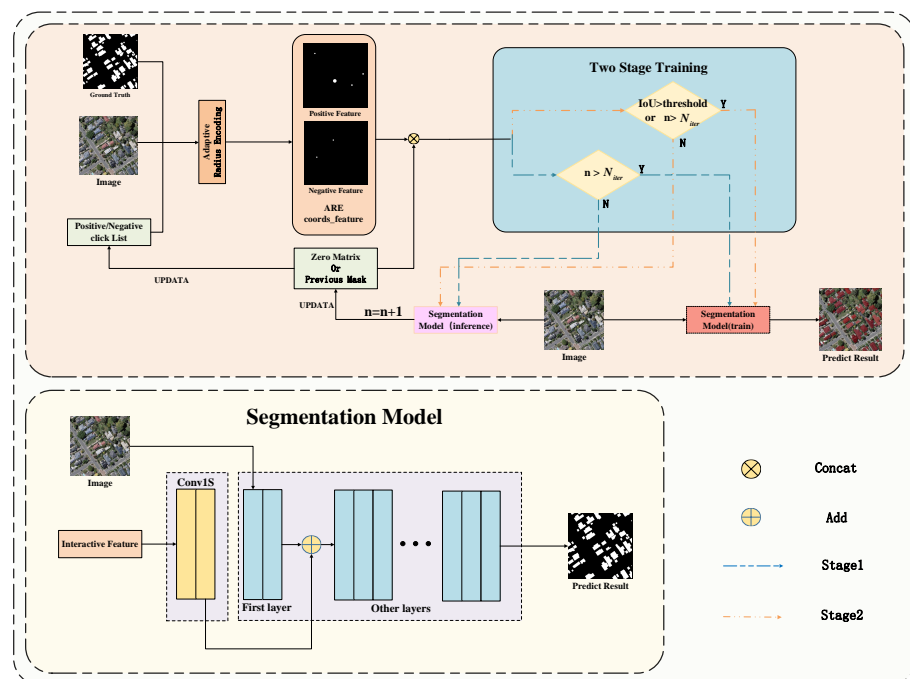 Ground Truth
Image
Positive/Negative
click List
UPDATA
Adaptive
Radius Encoding
Positive Feature
Negative Feature
ARE
coords_feature
Zero Matrix
Or
Previous Mask
UPDATA
n=n+1
Two Stage Training
IoU>threshold
or n> N_iter
Y
N
n > N_iter
Y
N
Segmentation
Model (inference)
Image
Segmentation
Model(train)
Predict Result
Segmentation Model
Image
Interactive Feature
Conv1S
First layer
Other layers
Predict Result
Concat
Add
Stage1
Stage2